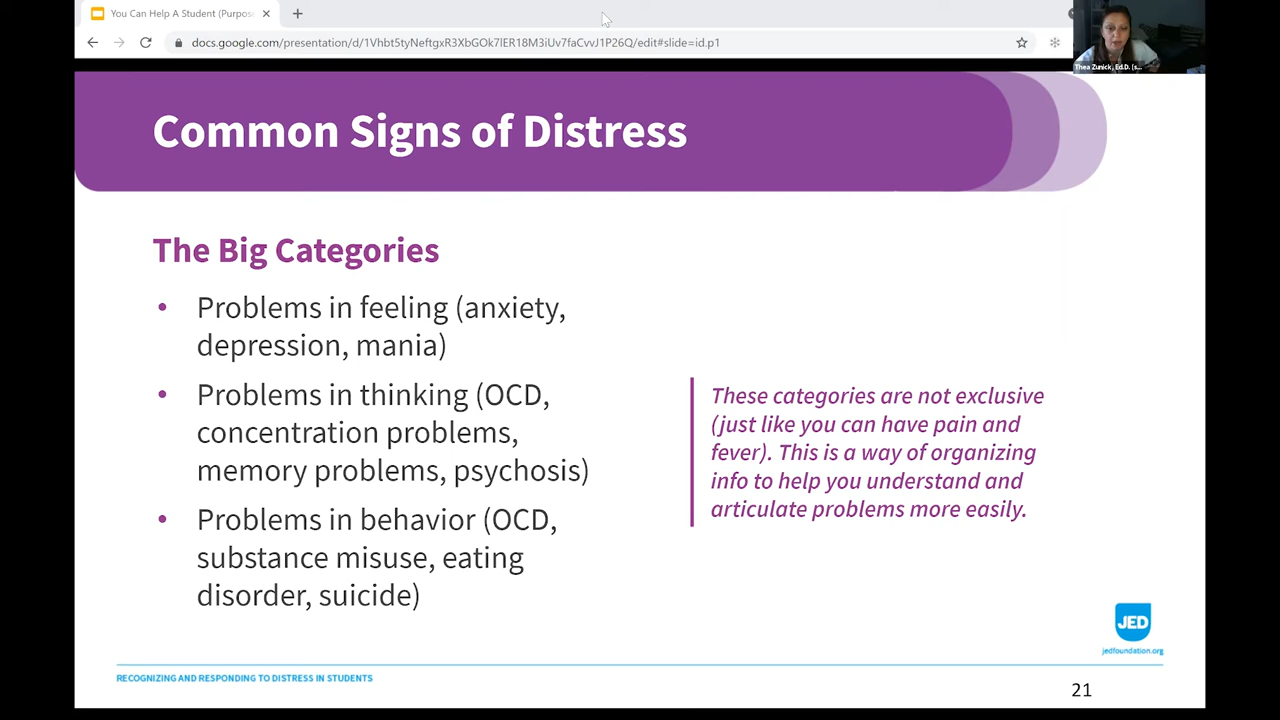 You Can Help A Student (Purpose
docs.google.com/presentation/d/1Vhbt5tyNeftgxR3XbGOk7lER18M3iUv7faCvvJ1P26Q/edit#slide=id.p1
Thea Zunick, Ed.D. (s...
Common Signs of Distress
The Big Categories
• Problems in feeling (anxiety,
depression, mania)
• Problems in thinking (OCD,
concentration problems,
memory problems, psychosis)
• Problems in behavior (OCD,
substance misuse, eating
disorder, suicide)
These categories are not exclusive
(just like you can have pain and
fever). This is a way of organizing
info to help you understand and
articulate problems more easily.
JED
jedfoundation.org
RECOGNIZING AND RESPONDING TO DISTRESS IN STUDENTS
21